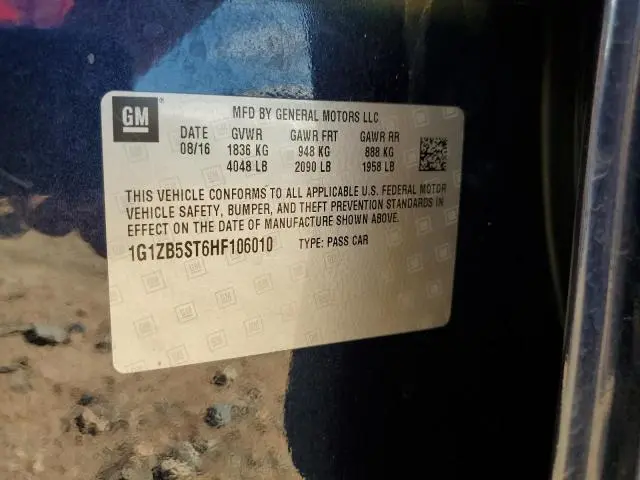 GM ® MFD BY GENERAL MOTORS LLC
DATE GVWR GAWR FRT GAWR RR
08/16 1836 KG 948 KG 888 KG
4048 LB 2090 LB 1958 LB
THIS VEHICLE CONFORMS TO ALL APPLICABLE U.S. FEDERAL MOTOR
VEHICLE SAFETY, BUMPER, AND THEFT PREVENTION STANDARDS IN
EFFECT ON THE DATE OF MANUFACTURE SHOWN ABOVE.
1G1ZB5ST6HF106010 TYPE: PASS CAR